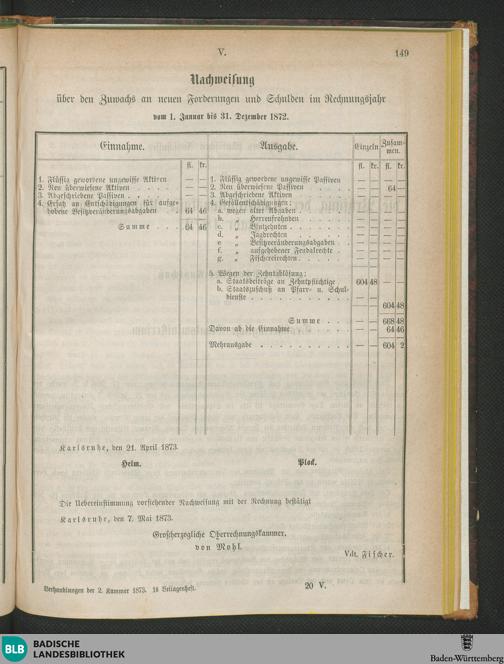 V.
149
Nachweisung
über den Zuwachs an neuen Forderungen und Schulden im Rechnungsjahr
vom 1. Januar bis 31. Dezember 1872.
Einnahme.
Ausgabe. Einzeln Zusammen.
fl. kr. fl. kr. fl. kr.
1. Flüssig gewordene ungewisse Aktiven — —
2. Neu überwiesene Aktiven . . . . — —
3. Abgeschriebene Passiven . . . . — —
4. Ersatz an Entschädigungen für aufgehobene Besitzveränderungsabgaben 64 46
Summe . . 64 46
1. Flüssig gewordene ungewisse Passiven — — — —
2. Neu überwiesene Passiven . . . . — — 64 —
3. Abgeschriebene Aktiven . . . . — — — —
4. Gefällentschädigungen:
a. wegen alter Abgaben . . . . — — — —
b. „ Herrenfrohnden . . . . — — — —
c. „ Blutzehnten . . . . — — — —
d. „ Jagdrechten . . . . — — — —
e. „ Besitzveränderungsabgaben . — — — —
f. „ aufgehobener Feudalrechte . — — — —
g. „ Fischereirechten . . . . — — — —
5. Wegen der Zehntablösung:
a. Staatsbeiträge an Zehntpflichtige 604 48 — —
b. Staatszuschuß an Pfarr- u. Schuldienste . . . . — —
604 48
Summe . . . — — 668 48
Davon ab die Einnahme . . . . — — 64 46
Mehrausgabe . . . . — — 604 2
Karlsruhe, den 21. April 1873.
Helm. Plock.
Die Uebereinstimmung vorstehender Nachweisung mit der Rechnung bestätigt
Karlsruhe, den 7. Mai 1873.
Großherzogliche Oberrechnungskammer.
von Mohl.
Vdt. Fischer.
Verhandlungen der 2. Kammer 1873. 1s Beilagenheft. 20 V.
BLB BADISCHE
LANDESBIBLIOTHEK
Baden-Württemberg